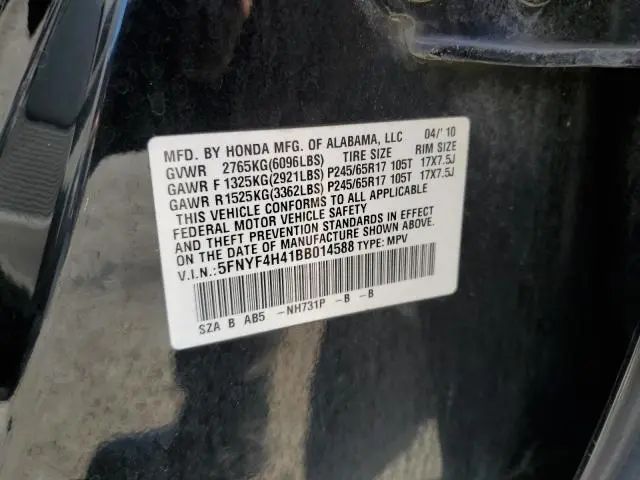 MFD. BY HONDA MFG. OF ALABAMA, LLC 04/'10
GVWR 2765KG(6096LBS) TIRE SIZE RIM SIZE
GAWR F 1325KG(2921LBS) P245/65R17 105T 17X7.5J
GAWR R 1525KG(3362LBS) P245/65R17 105T 17X7.5J
THIS VEHICLE CONFORMS TO ALL APPLICABLE
FEDERAL MOTOR VEHICLE SAFETY
AND THEFT PREVENTION STANDARDS IN EFFECT
ON THE DATE OF MANUFACTURE SHOWN ABOVE.
V.I.N.:5FNYF4H41BB014588 TYPE: MPV
SZA B AB5 -NH731P -B -B